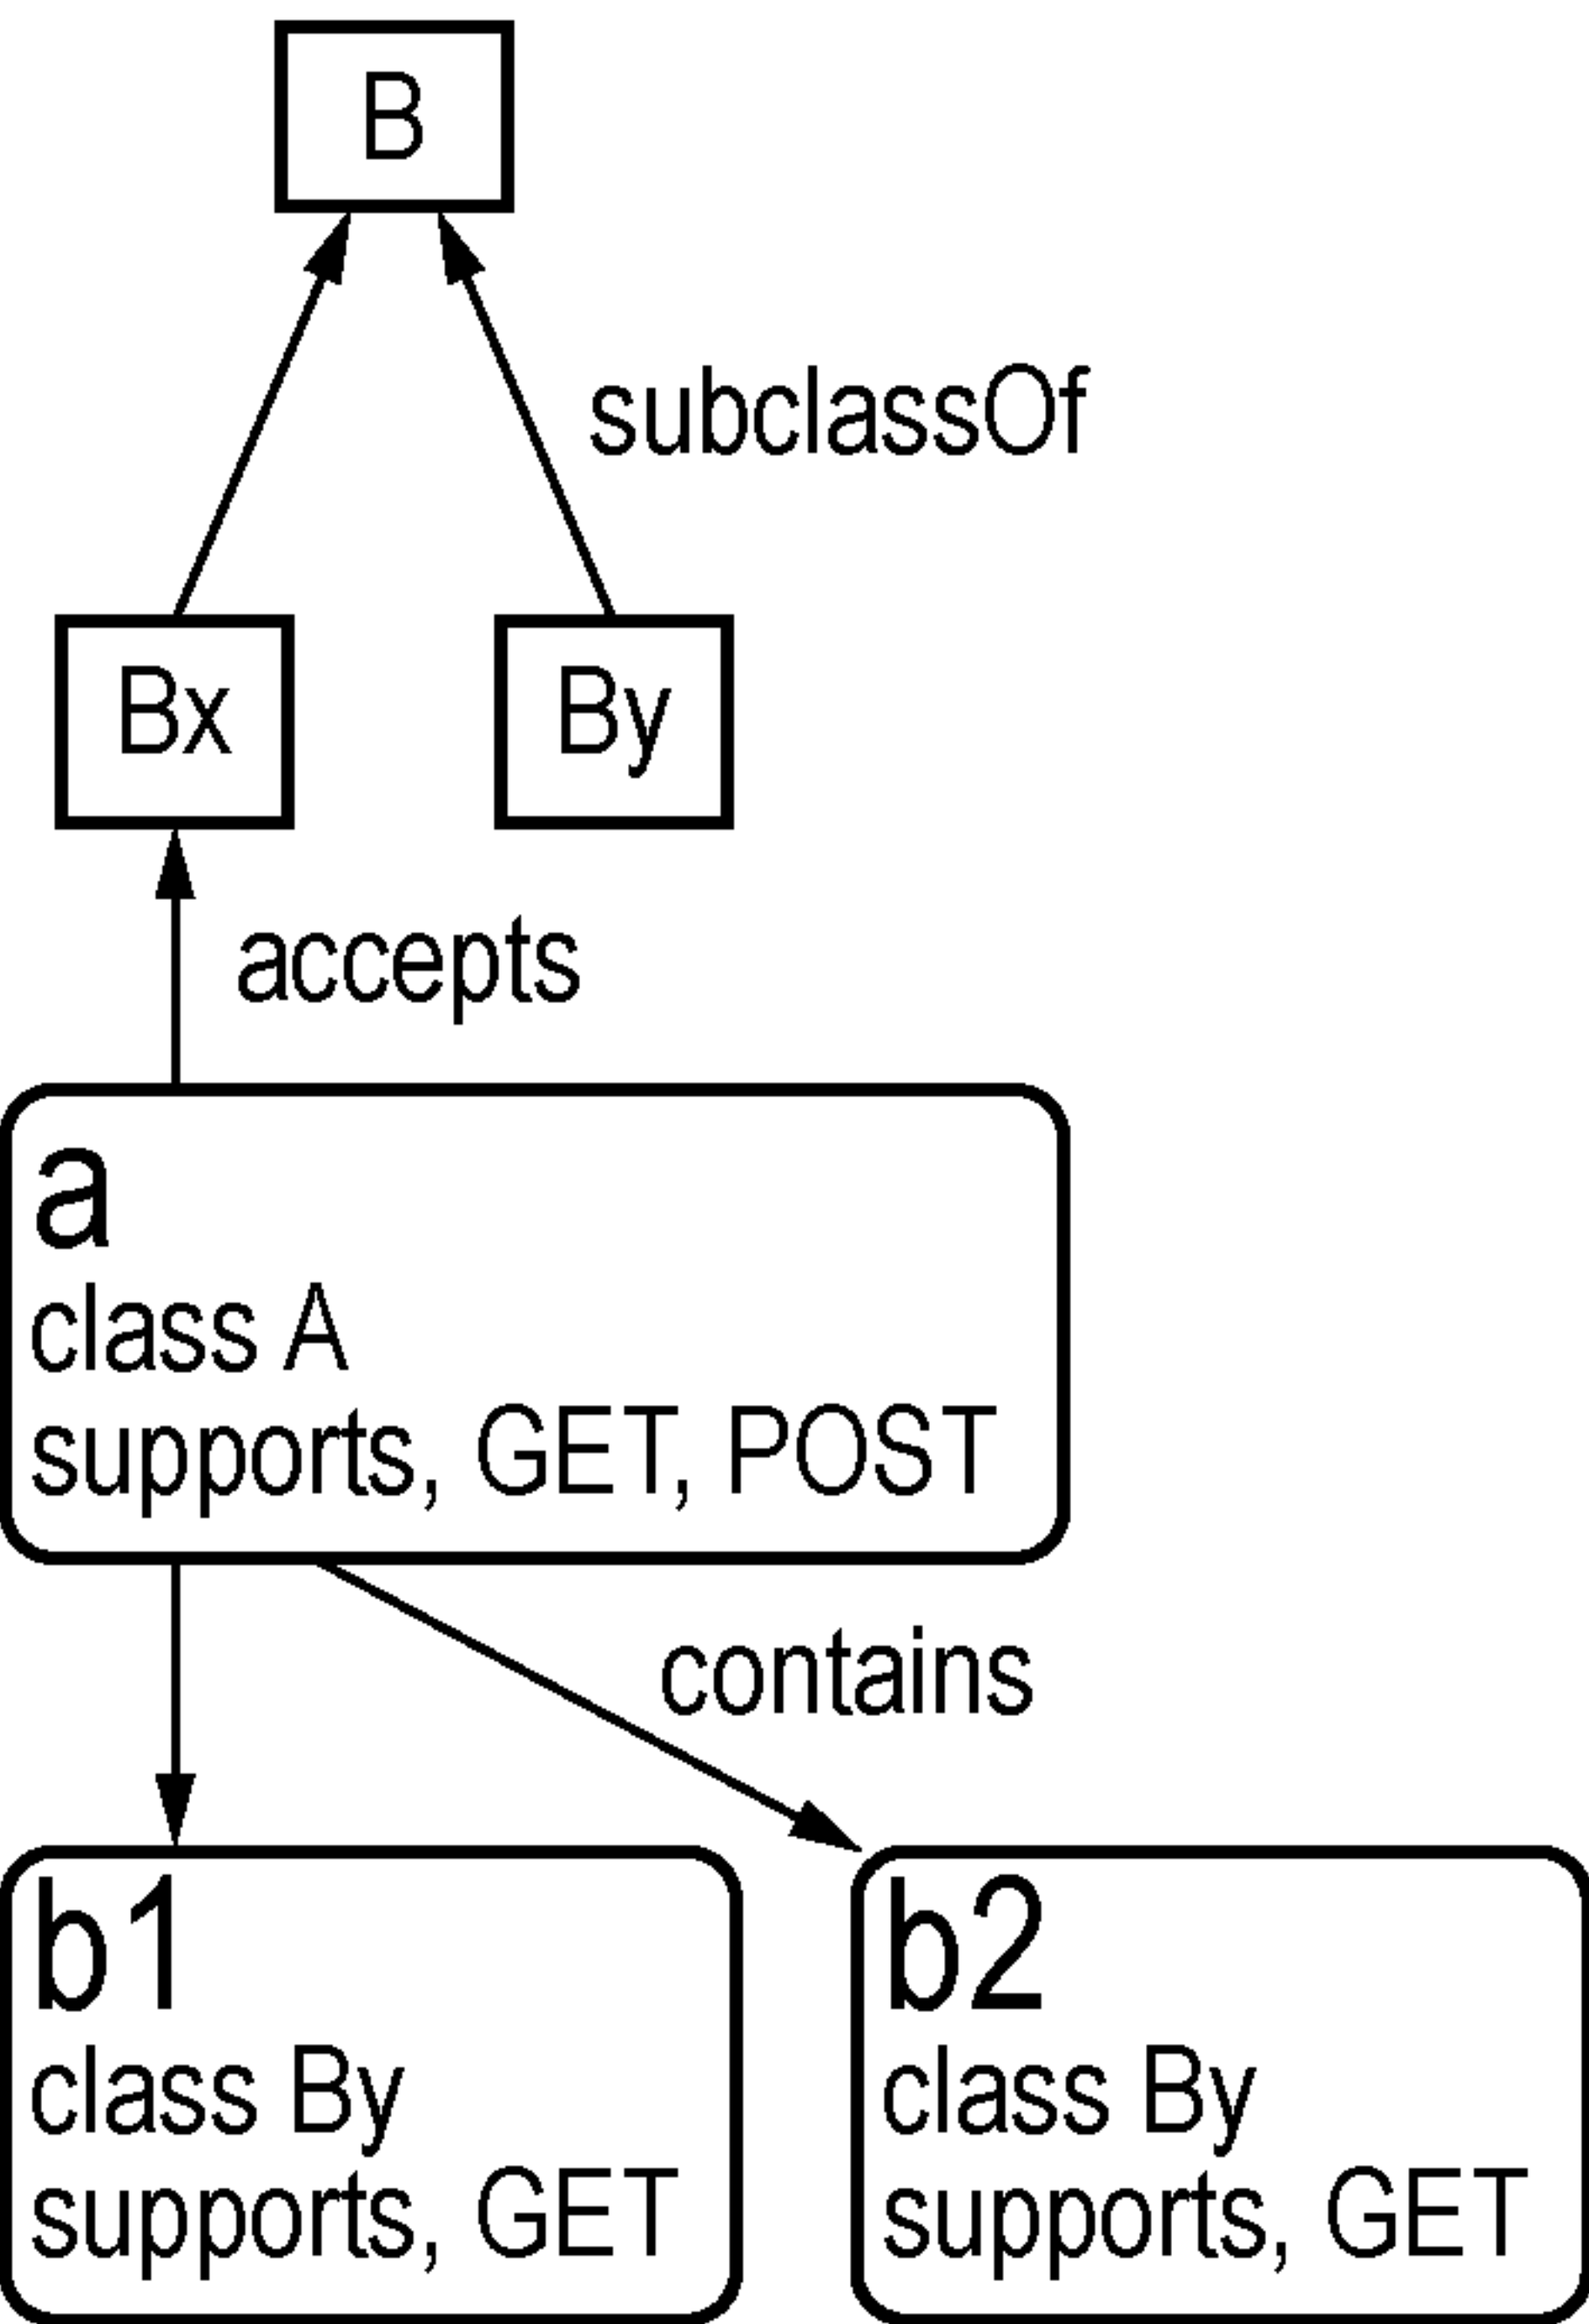 B
subclassOf
Bx
By
accepts
a
class A
supports, GET, POST
contains
b1
class By
supports, GET
b2
class By
supports, GET